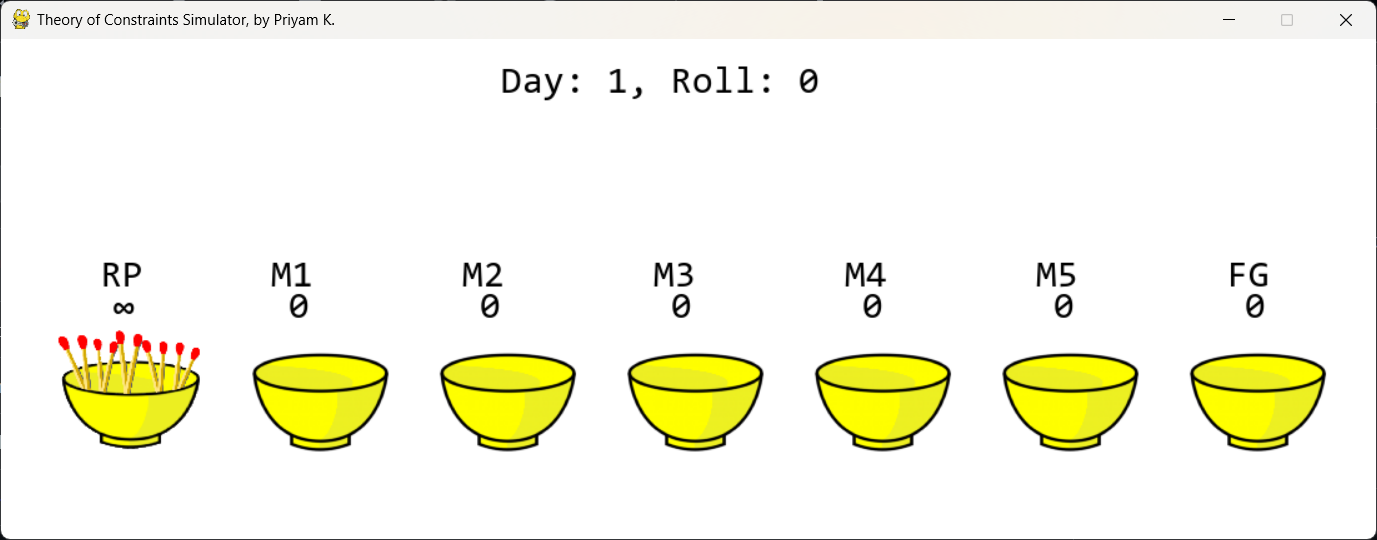 Theory of Constraints Simulator, by Priyam K.
Day: 1, Roll: 0
RP M1 M2 M3 M4 M5 FG
∞ 0 0 0 0 0 0